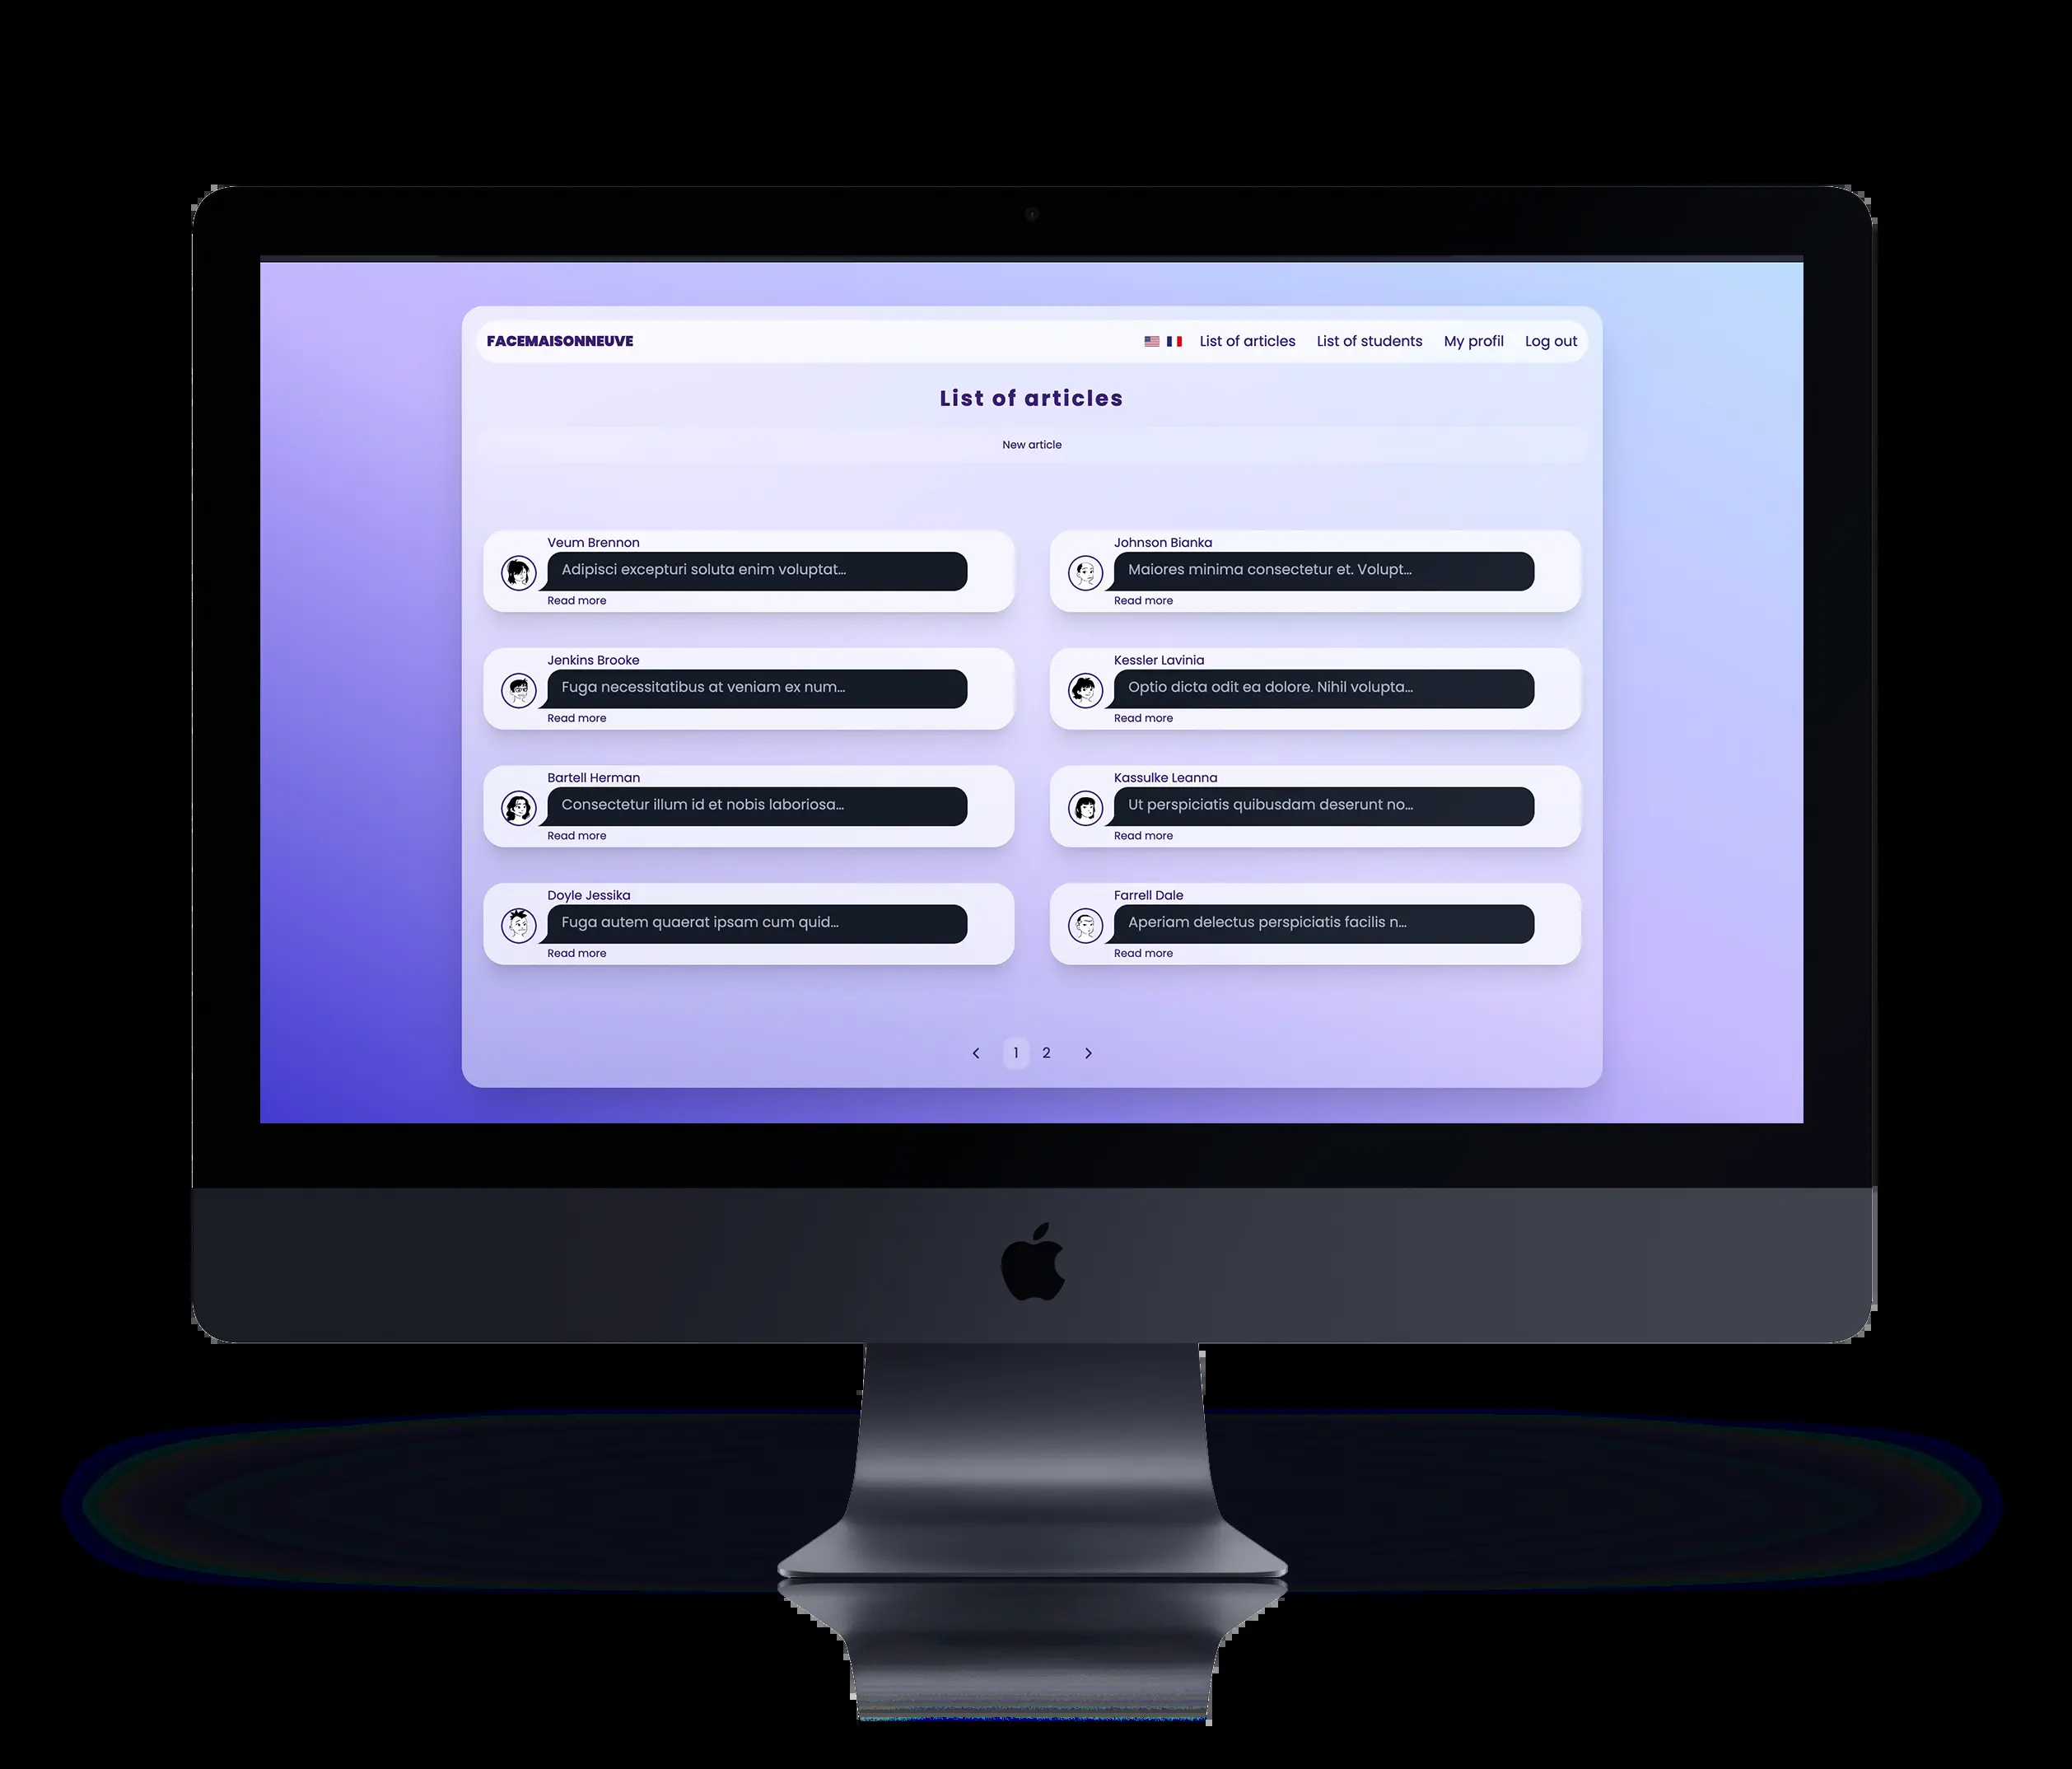 FACEMAISONNEUVE List of articles List of students My profil Log out
List of articles
New article
Veum Brennon
Adipisci excepturi soluta enim voluptat...
Read more
Johnson Bianka
Maiores minima consectetur et. Volupt...
Read more
Jenkins Brooke
Fuga necessitatibus at veniam ex num...
Read more
Kessler Lavinia
Optio dicta odit ea dolore. Nihil volupta...
Read more
Bartell Herman
Consectetur illum id et nobis laboriosa...
Read more
Kassulke Leanna
Ut perspiciatis quibusdam deserunt no...
Read more
Doyle Jessika
Fuga autem quaerat ipsam cum quid...
Read more
Farrell Dale
Aperiam delectus perspiciatis facilis n...
Read more
1 2